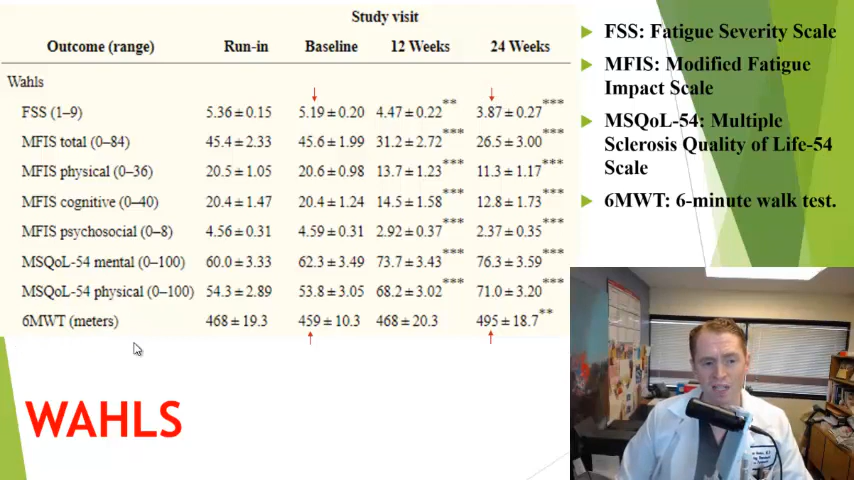 Study visit
Outcome (range) Run-in Baseline 12 Weeks 24 Weeks
Wahls
FSS (1–9) 5.36 ± 0.15 5.19 ± 0.20 4.47 ± 0.22** 3.87 ± 0.27***
MFIS total (0–84) 45.4 ± 2.33 45.6 ± 1.99 31.2 ± 2.72*** 26.5 ± 3.00***
MFIS physical (0–36) 20.5 ± 1.05 20.6 ± 0.98 13.7 ± 1.23*** 11.3 ± 1.17***
MFIS cognitive (0–40) 20.4 ± 1.47 20.4 ± 1.24 14.5 ± 1.58*** 12.8 ± 1.73***
MFIS psychosocial (0–8) 4.56 ± 0.31 4.59 ± 0.31 2.92 ± 0.37*** 2.37 ± 0.35***
MSQoL-54 mental (0–100) 60.0 ± 3.33 62.3 ± 3.49 73.7 ± 3.43*** 76.3 ± 3.59***
MSQoL-54 physical (0–100) 54.3 ± 2.89 53.8 ± 3.05 68.2 ± 3.02*** 71.0 ± 3.20***
6MWT (meters) 468 ± 19.3 459 ± 10.3 468 ± 20.3 495 ± 18.7**
WAHLS
FSS: Fatigue Severity Scale
MFIS: Modified Fatigue
Impact Scale
MSQoL-54: Multiple
Sclerosis Quality of Life-54
Scale
6MWT: 6-minute walk test.